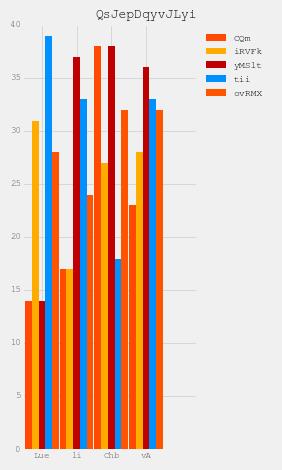 QsJepDqyvJLyi
40
35
30
25
20
15
10
5
0
Lue li Chb vA
CQm
iRVFk
yMSlt
tii
ovRMX